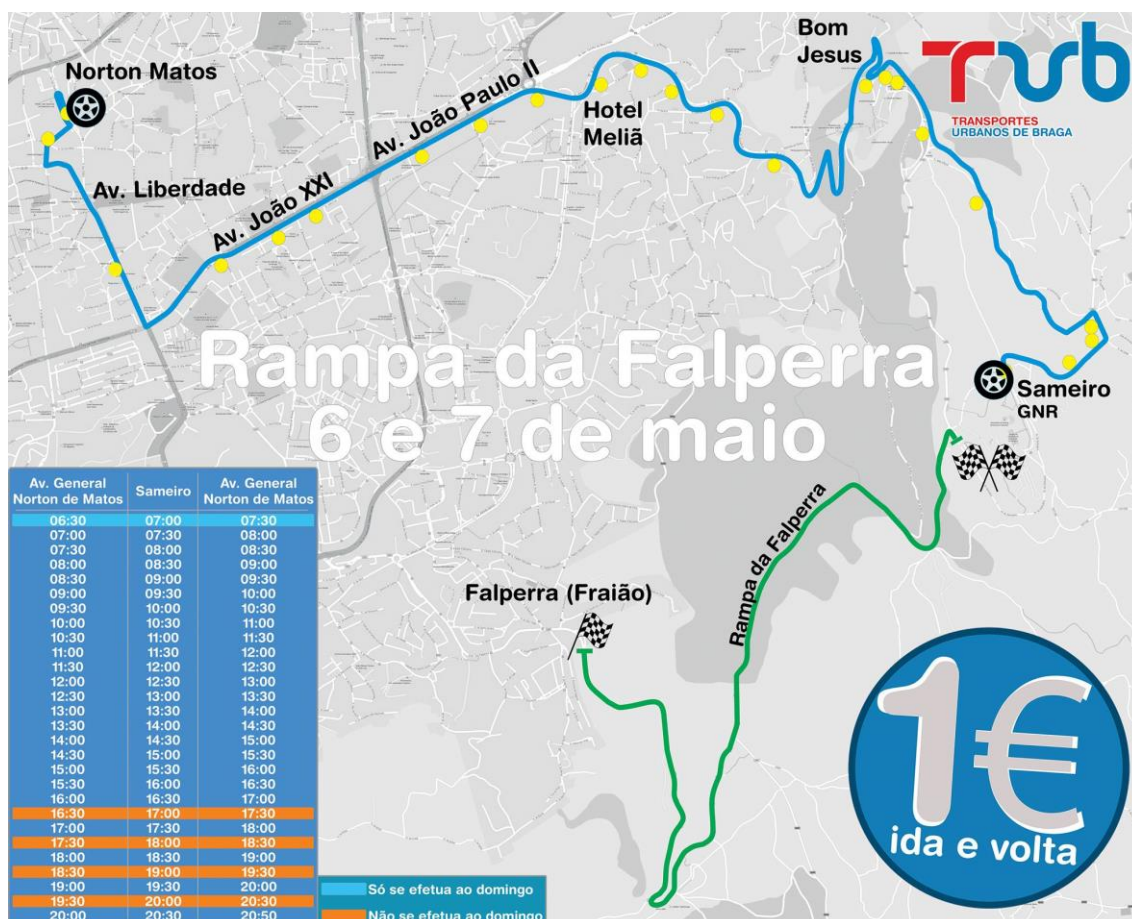 Norton Matos
Av. Liberdade
Av. João XXI
Av. João Paulo II
Hotel
Meliã
Bom
Jesus
TUB
TRANSPORTES
URBANOS DE BRAGA
Sameiro
GNR
Rampa da Falperra
6 e 7 de maio
Falperra (Fraião)
Rampa da Falperra
1€
ida e volta
Av. General Norton de Matos Sameiro Av. General Norton de Matos
06:30 07:00 07:30
07:00 07:30 08:00
07:30 08:00 08:30
08:00 08:30 09:00
08:30 09:00 09:30
09:00 09:30 10:00
09:30 10:00 10:30
10:00 10:30 11:00
10:30 11:00 11:30
11:00 11:30 12:00
11:30 12:00 12:30
12:00 12:30 13:00
12:30 13:00 13:30
13:00 13:30 14:00
13:30 14:00 14:30
14:00 14:30 15:00
14:30 15:00 15:30
15:00 15:30 16:00
15:30 16:00 16:30
16:00 16:30 17:00
16:30 17:00 17:30
17:00 17:30 18:00
17:30 18:00 18:30
18:00 18:30 19:00
18:30 19:00 19:30
19:00 19:30 20:00
19:30 20:00 20:30
20:00 20:30 20:50
Só se efetua ao domingo
Não se efetua ao domingo